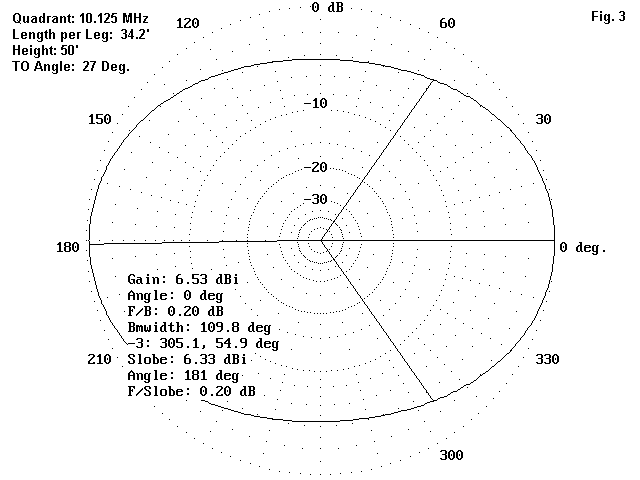 Quadrant: 10.125 MHz
Length per Leg: 34.2'
Height: 50'
TO Angle: 27 Deg.
0 dB
Fig. 3
120
60
-10
150
30
-20
-30
180
0 deg.
Gain: 6.53 dBi
Angle: 0 deg
F/B: 0.20 dB
Bmwidth: 109.8 deg
-3: 305.1, 54.9 deg
Slobe: 6.33 dBi
Angle: 181 deg
F/Slobe: 0.20 dB
210
330
300